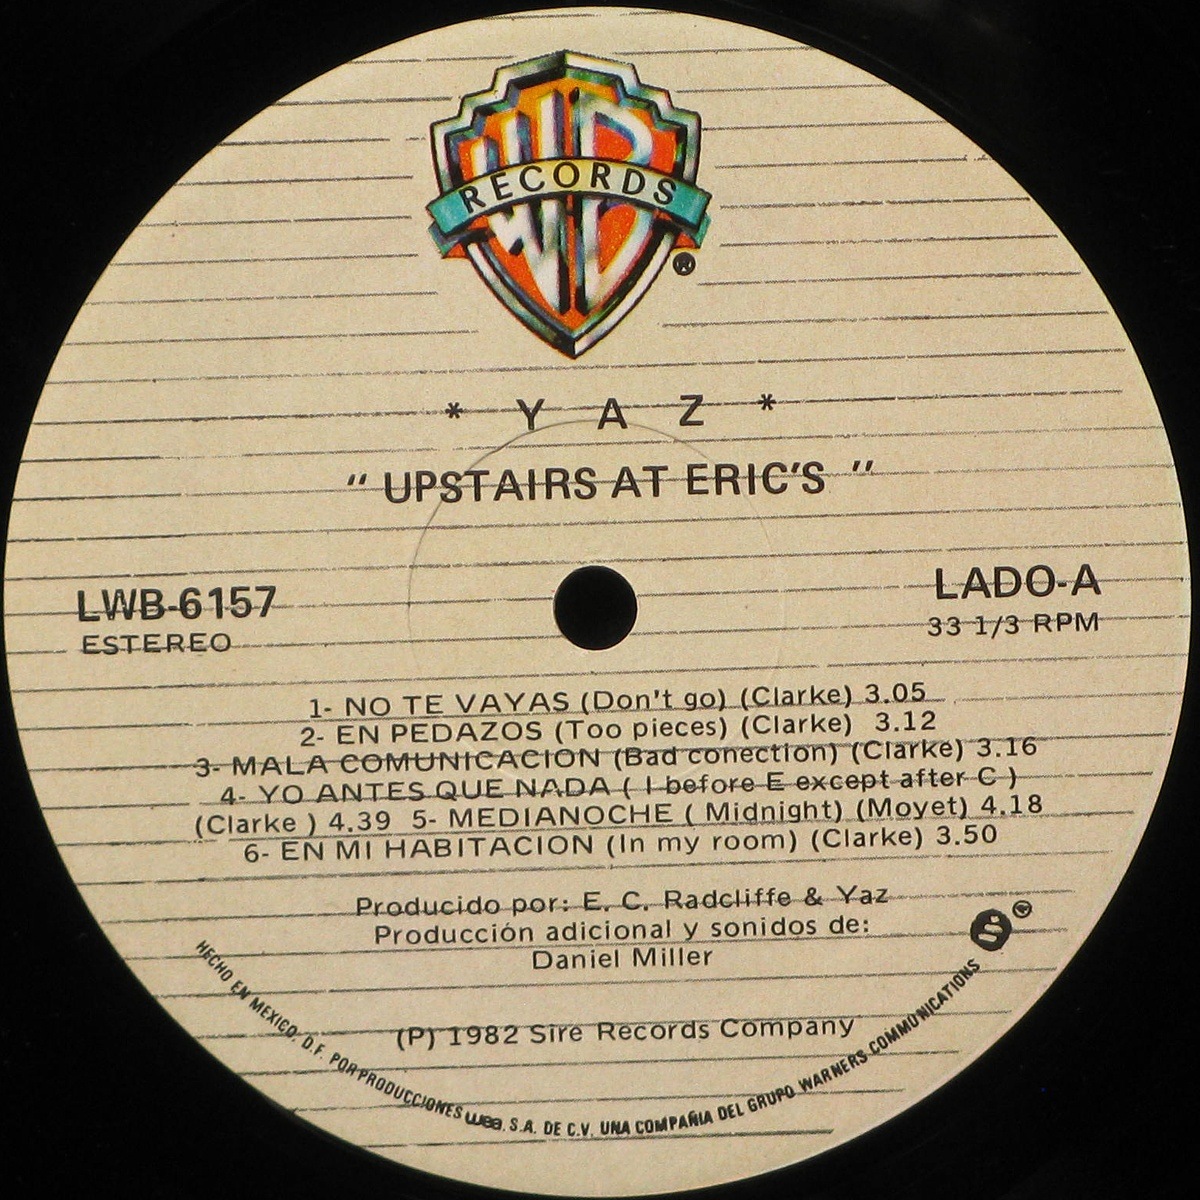 WB
RECORDS
®
* Y A Z *
“ UPSTAIRS AT ERIC'S ”
LWB-6157
ESTEREO
LADO-A
33 1/3 RPM
1- NO TE VAYAS (Don't go) (Clarke) 3.05
2- EN PEDAZOS (Too pieces) (Clarke) 3.12
3- MALA COMUNICACION (Bad conection) (Clarke) 3.16
4- YO ANTES QUE NADA ( I before E except after C )
(Clarke ) 4.39 5- MEDIANOCHE ( Midnight) (Moyet) 4.18
6- EN MI HABITACION (In my room) (Clarke) 3.50
Producido por: E. C. Radcliffe & Yaz
Producción adicional y sonidos de:
Daniel Miller
(P) 1982 Sire Records Company
S ®
HECHO EN MEXICO, D.F. POR PRODUCCIONES wea, S.A. DE C.V. UNA COMPAÑIA DEL GRUPO WARNERS COMMUNICATIONS